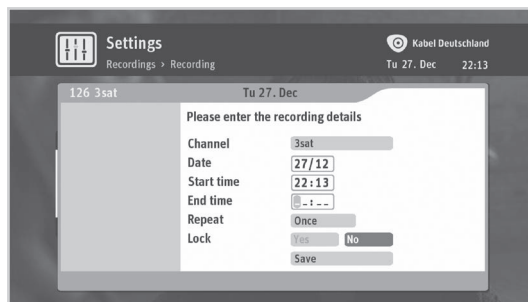 Settings
Kabel Deutschland
Recordings › Recording
Tu 27. Dec 22:13
126 3sat
Tu 27. Dec
Please enter the recording details
Channel 3sat
Date 27/12
Start time 22:13
End time _ _:_ _
Repeat Once
Lock Yes No
Save